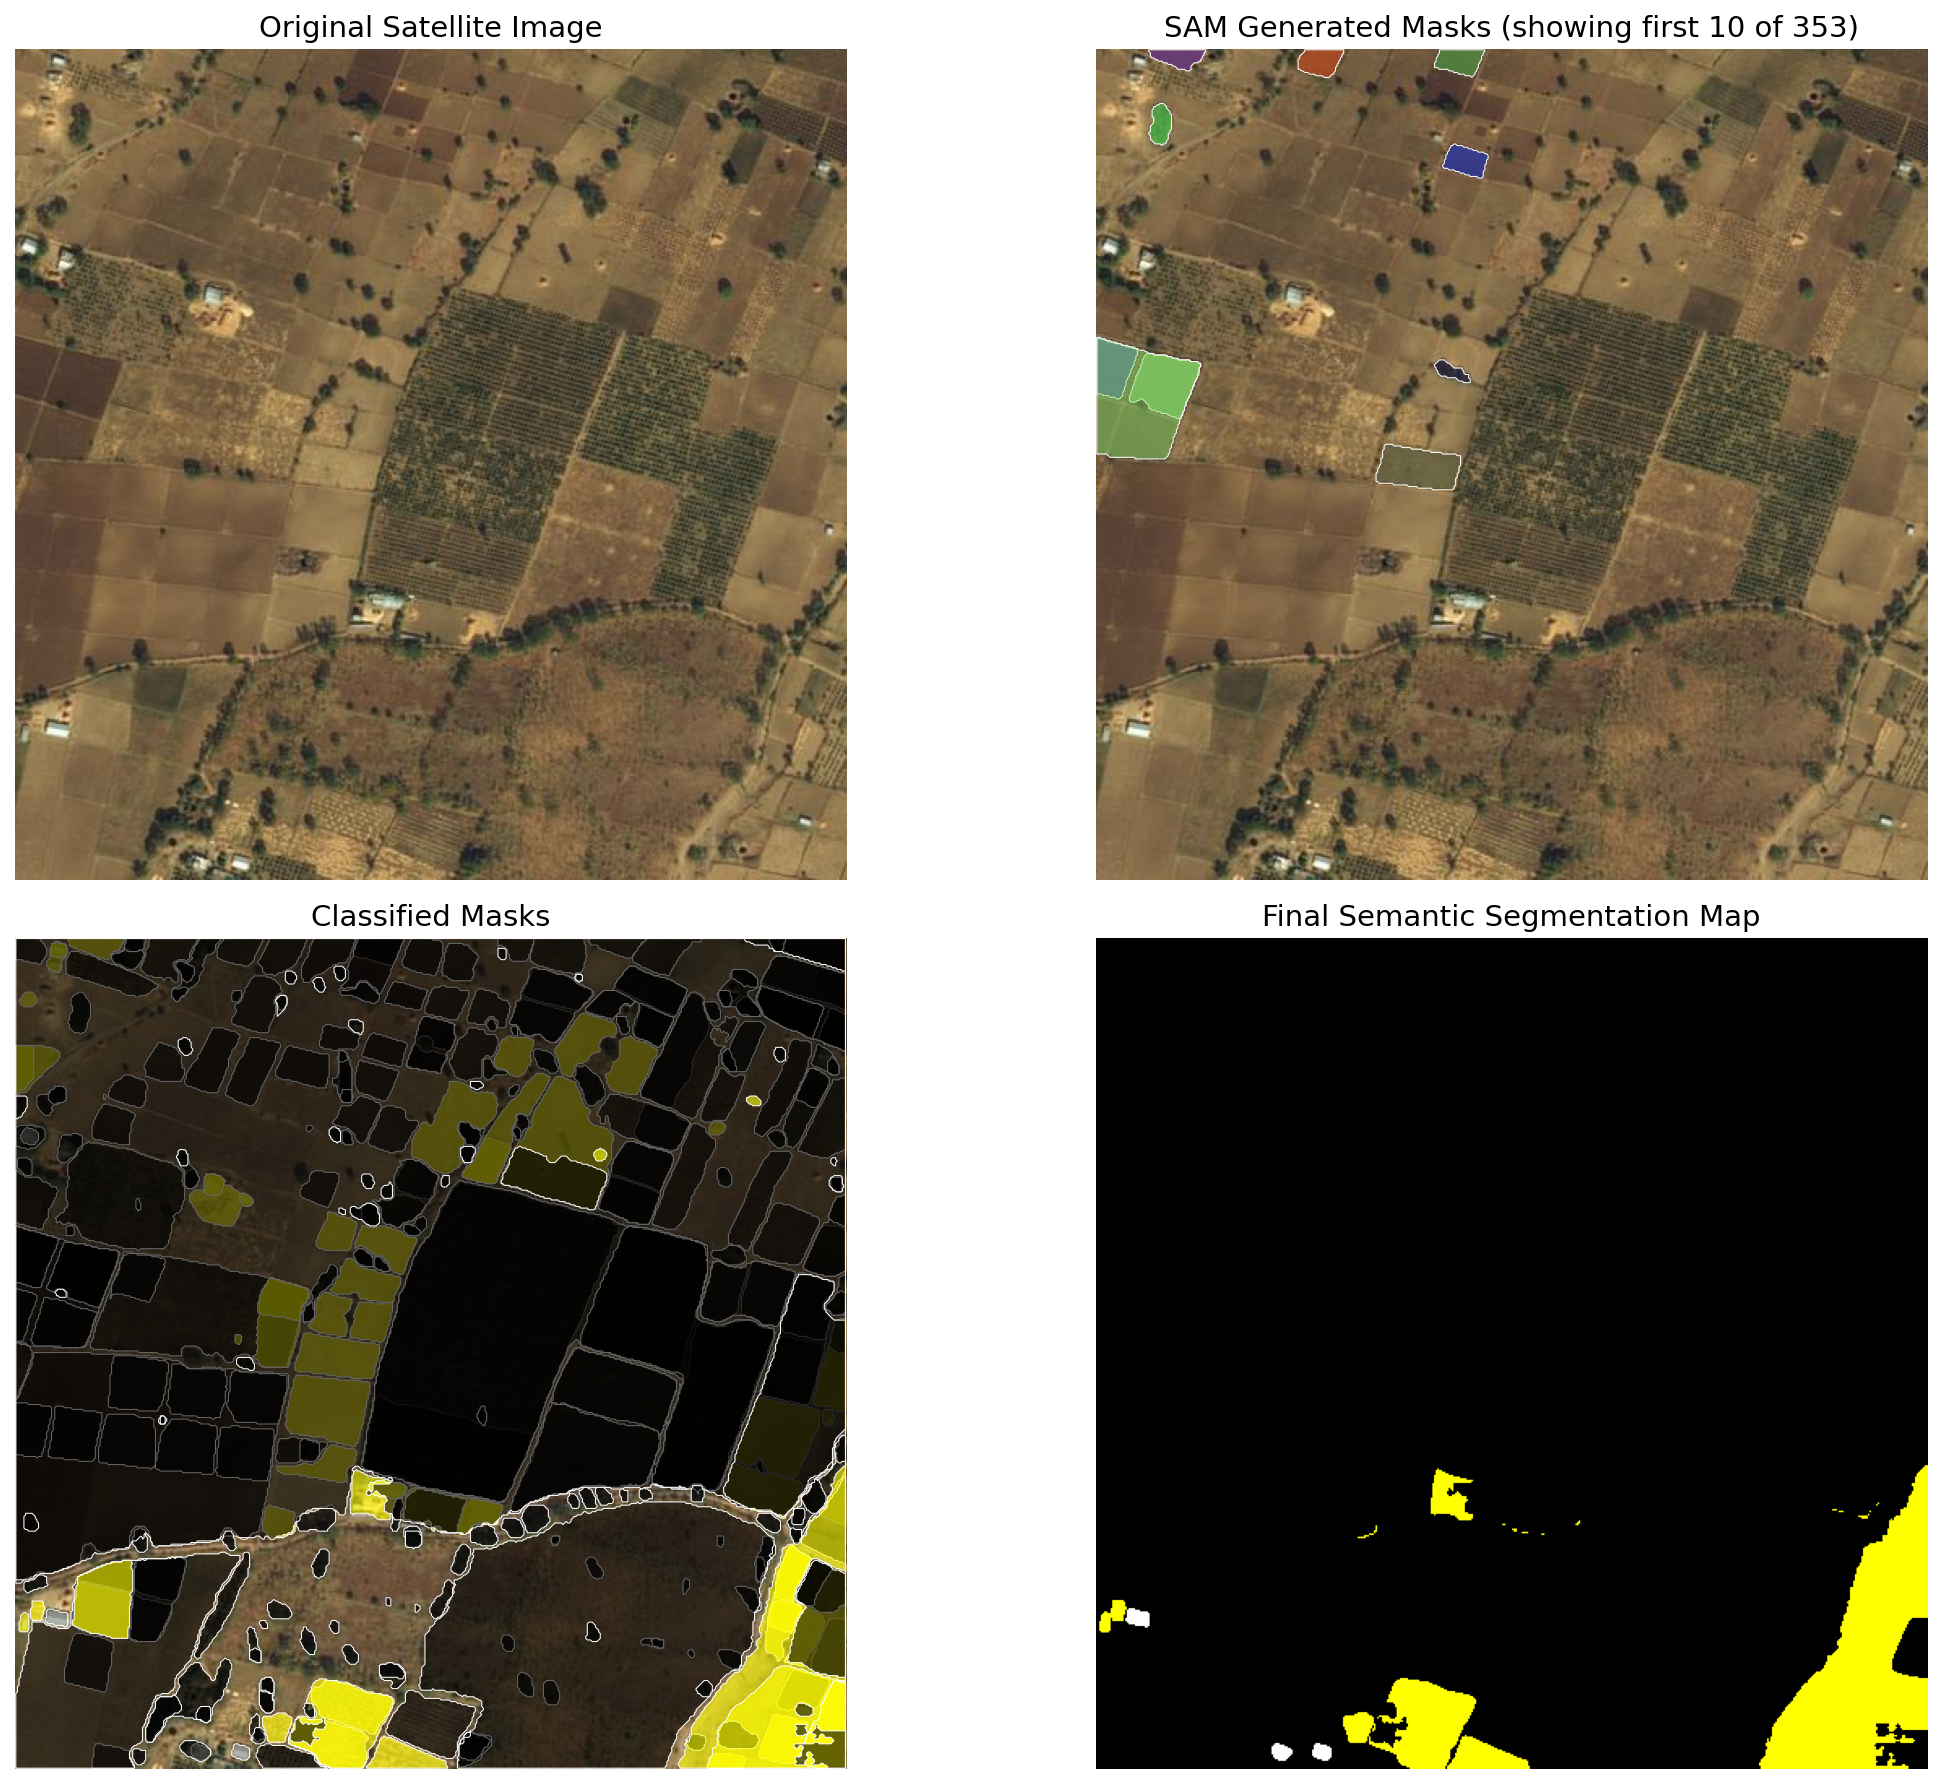 Original Satellite Image
SAM Generated Masks (showing first 10 of 353)
Classified Masks
Final Semantic Segmentation Map